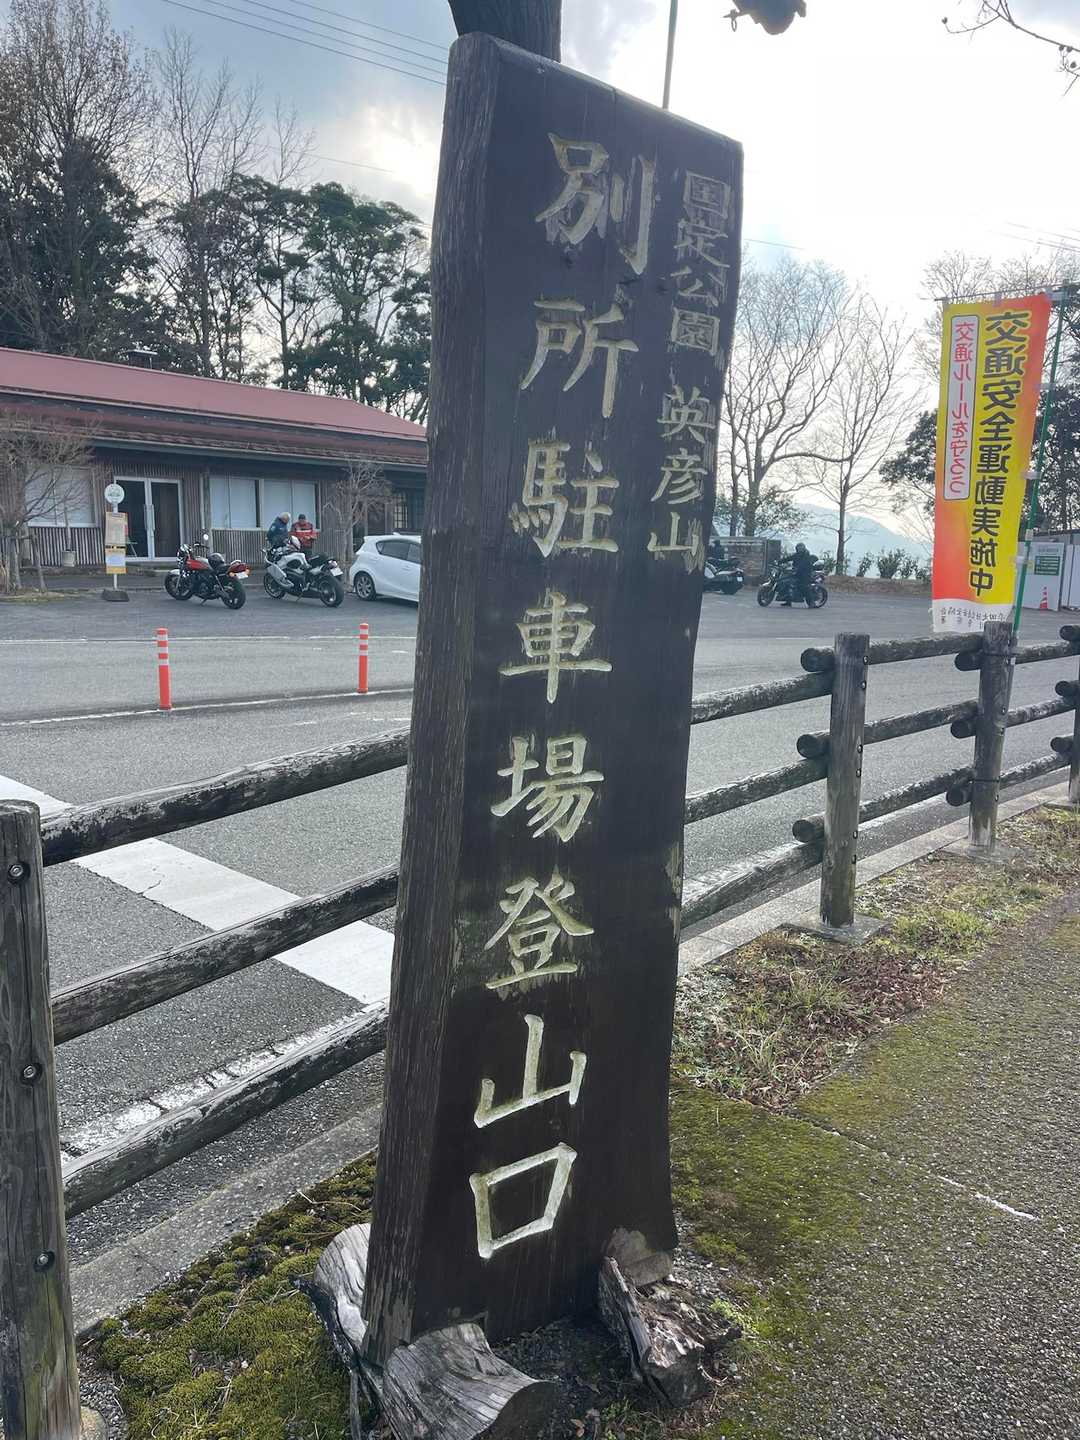 国定公園 英彦山
別所駐車場登山口
交通安全運動実施中
交通ルールを守ろう